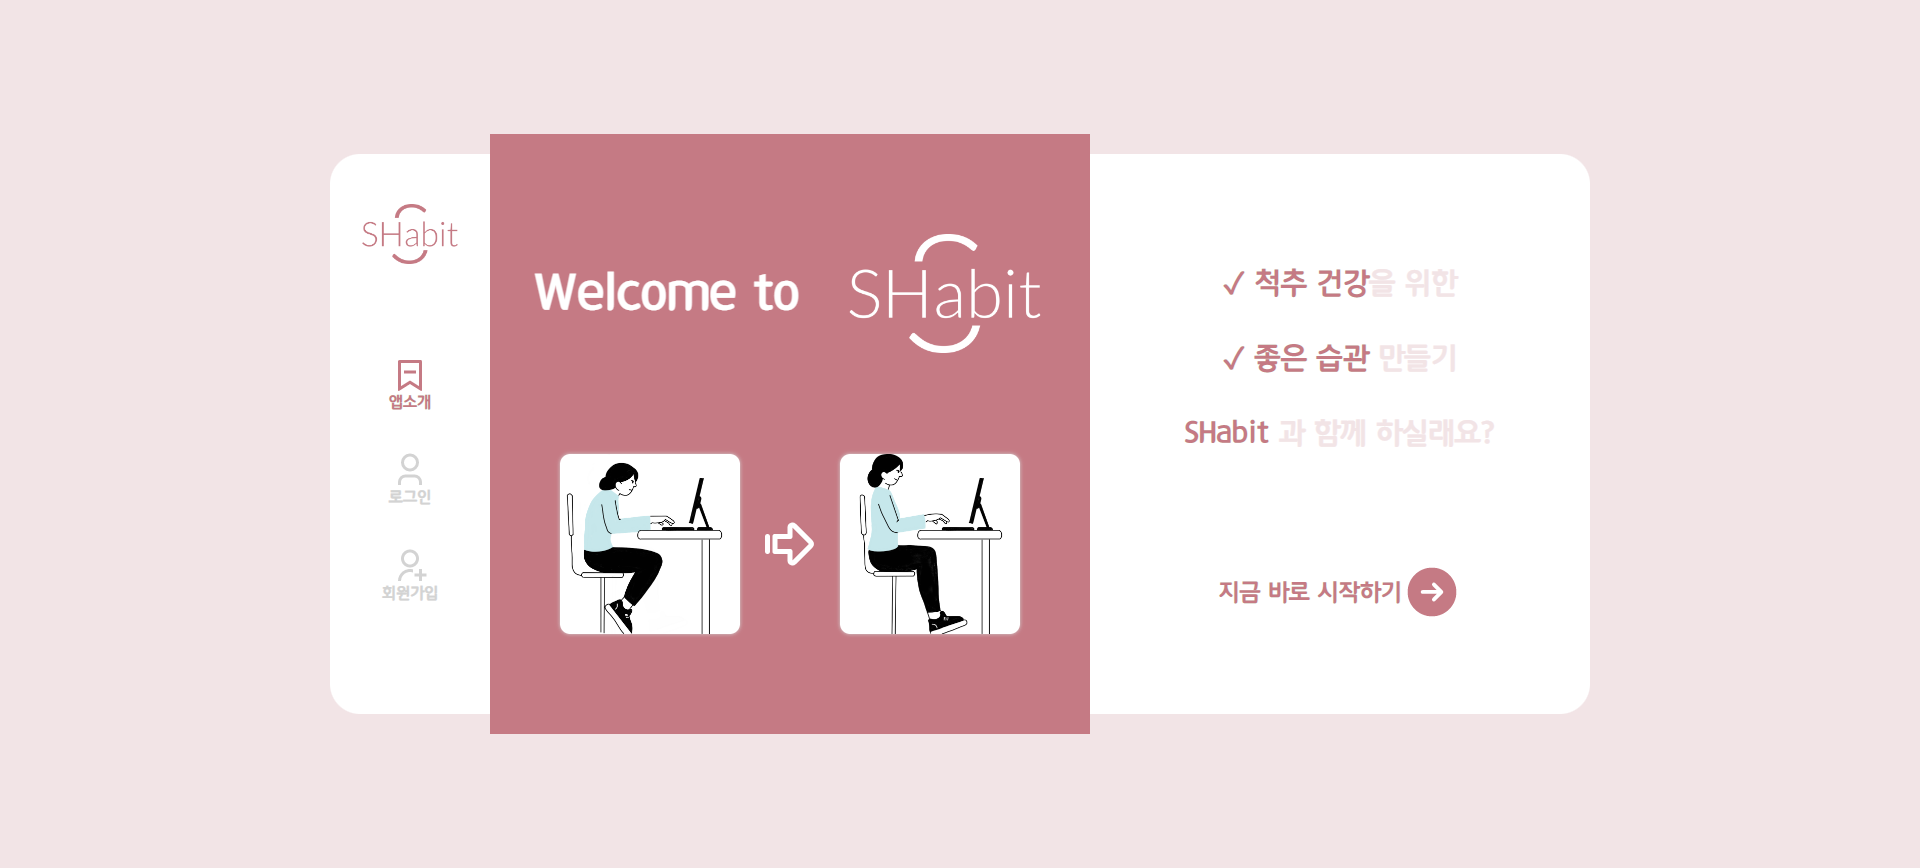 SHabit
앱소개
로그인
회원가입
Welcome to SHabit
✓ 척추 건강을 위한
✓ 좋은 습관 만들기
SHabit 과 함께 하실래요?
지금 바로 시작하기